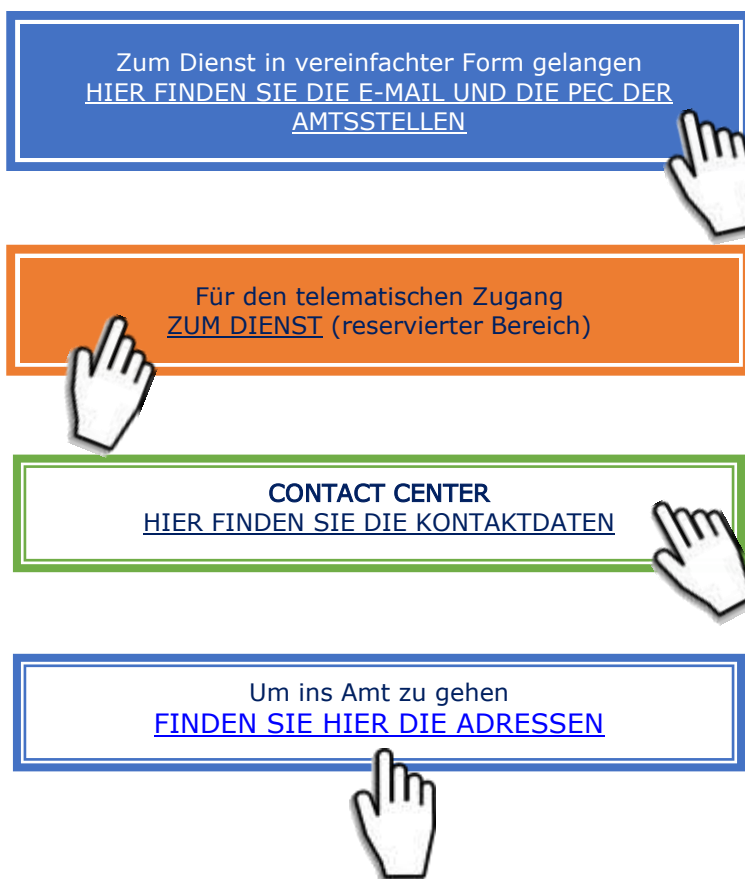 Zum Dienst in vereinfachter Form gelangen
HIER FINDEN SIE DIE E-MAIL UND DIE PEC DER
AMTSSTELLEN
Für den telematischen Zugang
ZUM DIENST (reservierter Bereich)
CONTACT CENTER
HIER FINDEN SIE DIE KONTAKTDATEN
Um ins Amt zu gehen
FINDEN SIE HIER DIE ADRESSEN